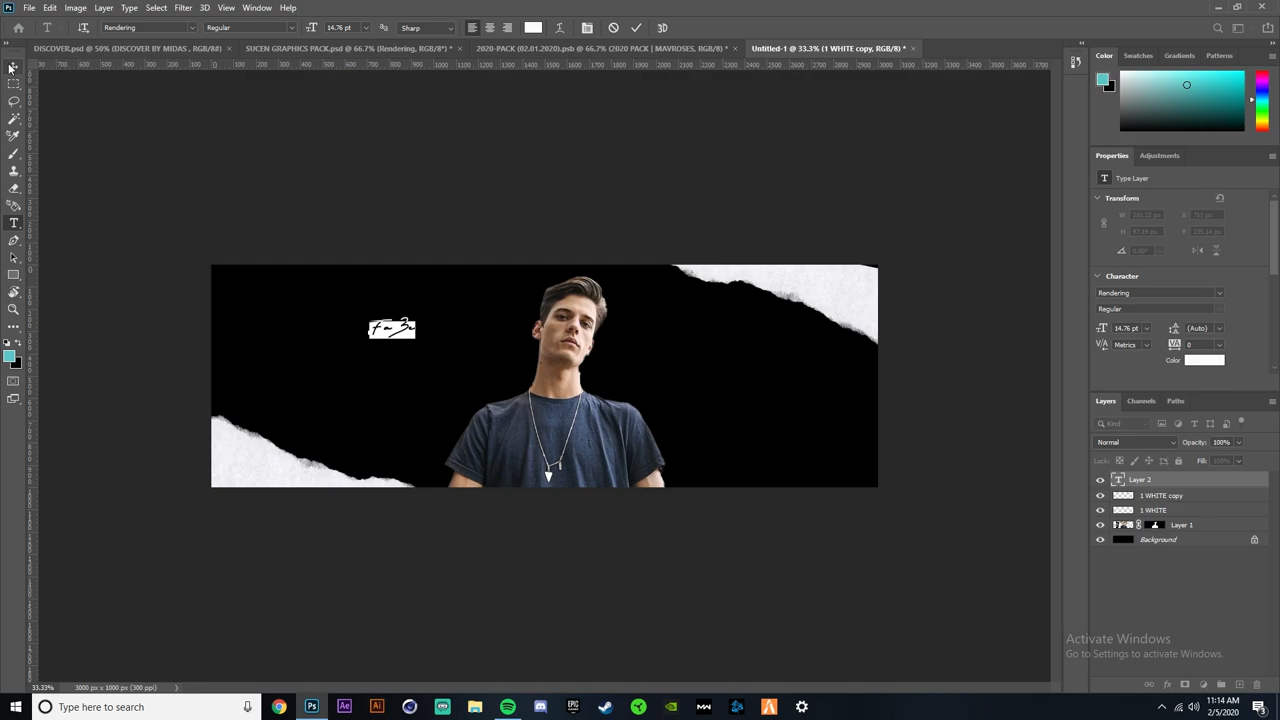 File Edit Image Layer Type Select Filter 3D View Window Help
Rendering Regular 14.76 pt Sharp
DISCOVER.psd @ 50% (DISCOVER BY MIDAS , RGB/8#) × SUCEN GRAPHICS PACK.psd @ 66.7% (Rendering, RGB/8*) * × 2020-PACK (02.01.2020).psb @ 66.7% (2020 PACK | MAVROSES, RGB/8*) * × Untitled-1 @ 33.3% (1 WHITE copy, RGB/8*) * ×
Color Swatches Gradients Patterns
Properties Adjustments
Type Layer
Transform
W X
H Y
0.00°
Character
Rendering
Regular
14.76 pt (Auto)
Metrics 0
Color
Layers Channels Paths
Kind
Normal Opacity: 100%
Lock: Fill: 100%
T Layer 2
1 WHITE copy
1 WHITE
Layer 1
Background
Activate Windows
Go to Settings to activate Windows.
33.33% 3000 px x 1000 px (300 ppi)
Type here to search
11:14 AM
2/5/2020